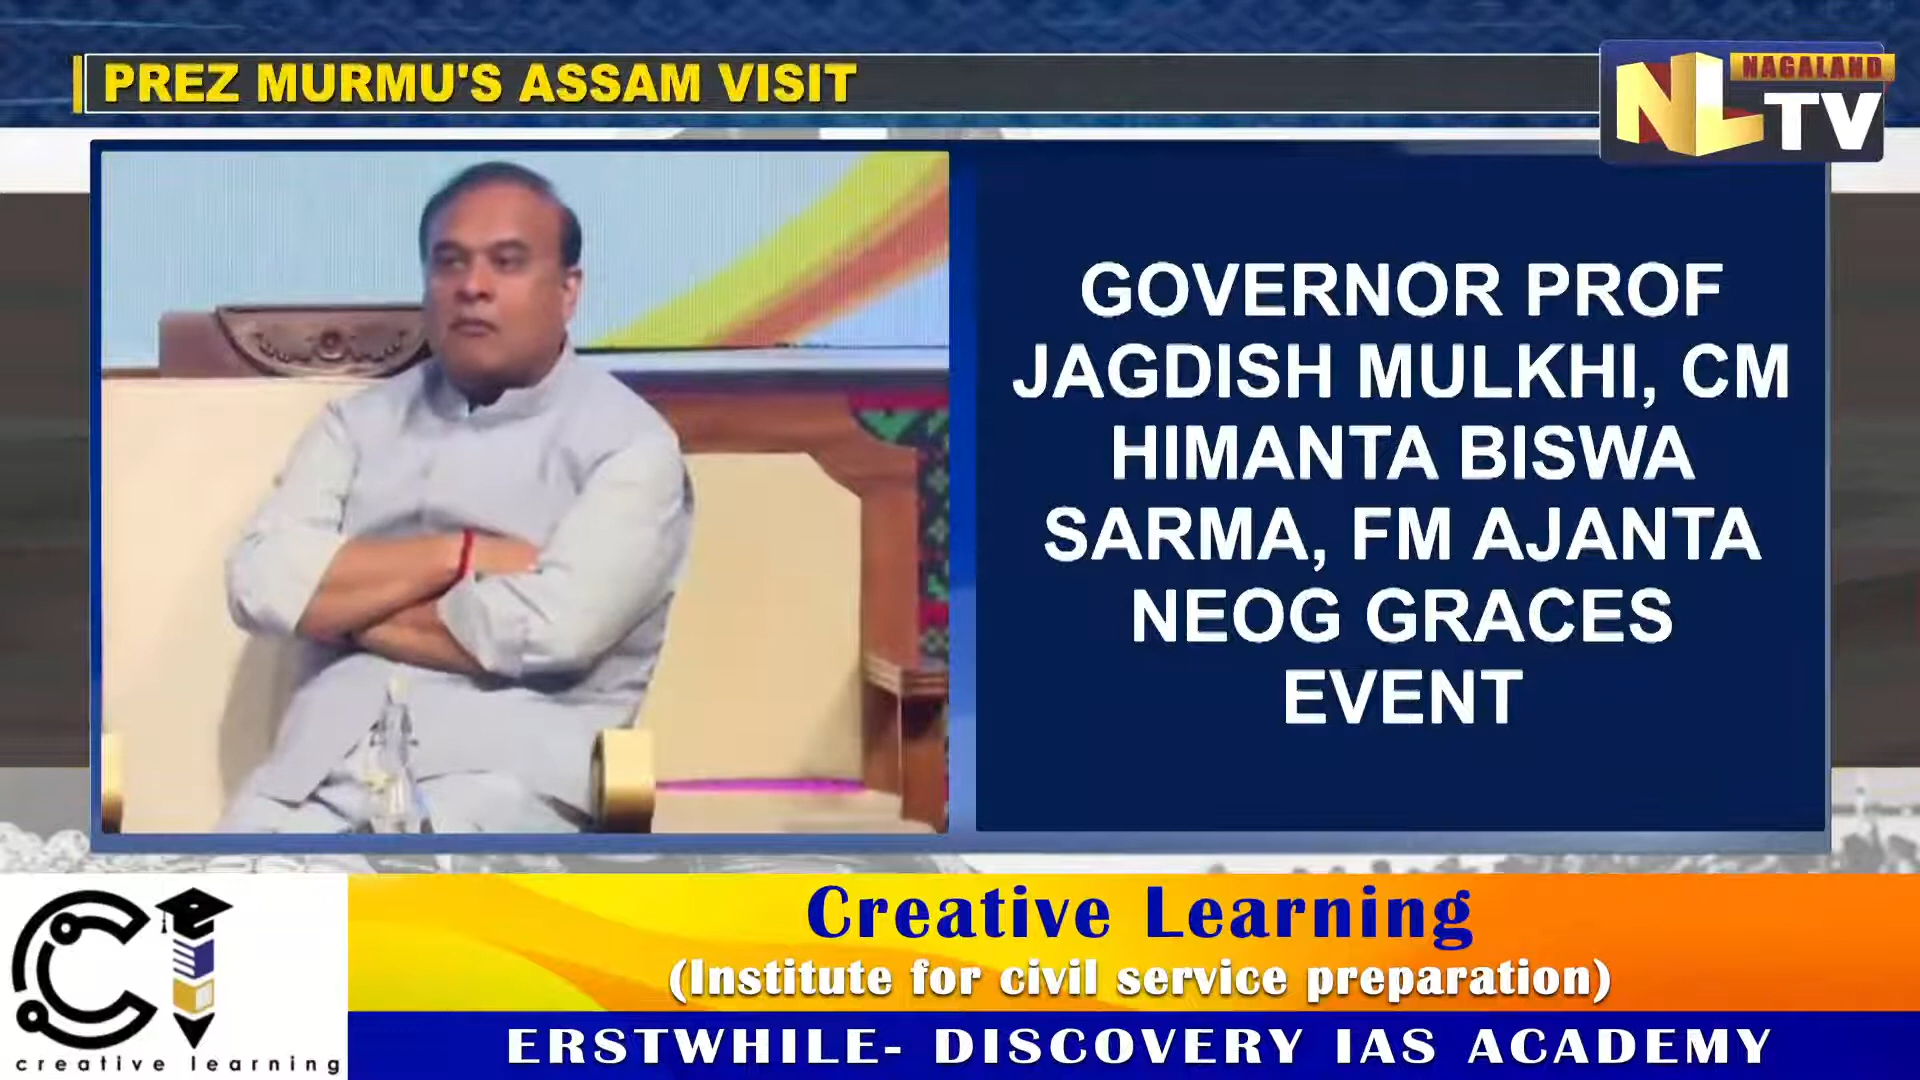 PREZ MURMU'S ASSAM VISIT
NAGALAND
NL TV
GOVERNOR PROF
JAGDISH MULKHI, CM
HIMANTA BISWA
SARMA, FM AJANTA
NEOG GRACES
EVENT
Creative Learning
(Institute for civil service preparation)
creative learning
ERSTWHILE- DISCOVERY IAS ACADEMY